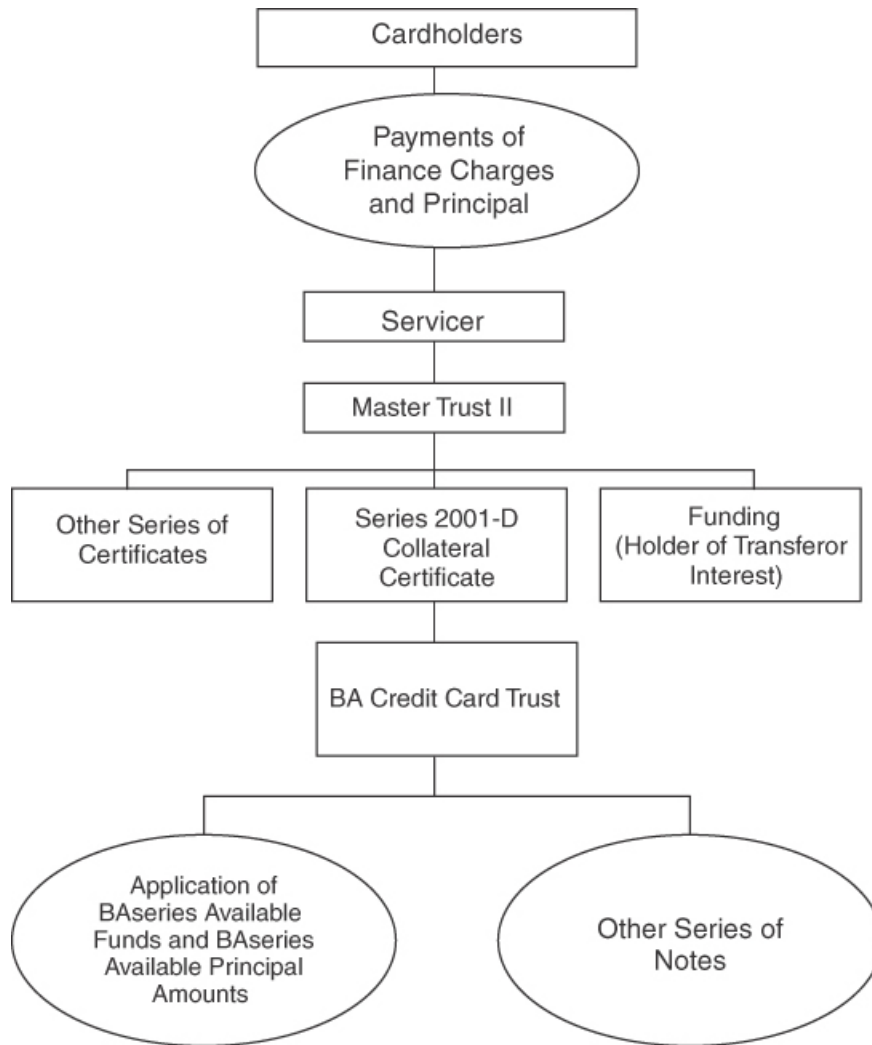 Cardholders
Payments of
Finance Charges
and Principal
Servicer
Master Trust II
Other Series of
Certificates
Series 2001-D
Collateral
Certificate
Funding
(Holder of Transferor
Interest)
BA Credit Card Trust
Application of
BAseries Available
Funds and BAseries
Available Principal
Amounts
Other Series of
Notes